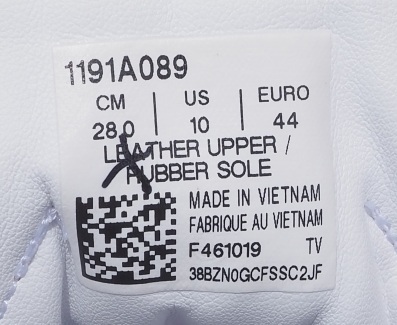 1191A089
CM | US | EURO
28.0 | 10 | 44
LEATHER UPPER /
RUBBER SOLE
MADE IN VIETNAM
FABRIQUE AU VIETNAM
F461019 TV
38BZN0GCFSSC2JF